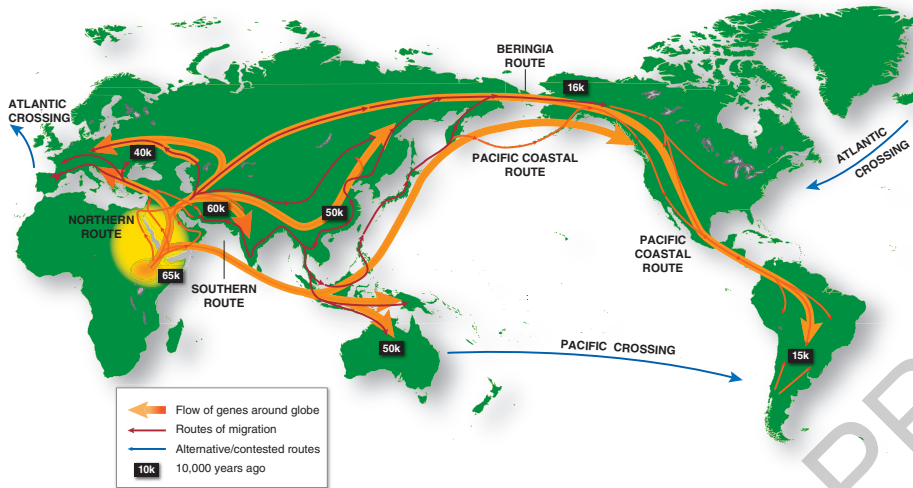 BERINGIA
ROUTE
16k
ATLANTIC
CROSSING
40k
PACIFIC COASTAL
ROUTE
ATLANTIC
CROSSING
60k
50k
NORTHERN
ROUTE
65k
SOUTHERN
ROUTE
PACIFIC
COASTAL
ROUTE
50k
PACIFIC CROSSING
15k
Flow of genes around globe
Routes of migration
Alternative/contested routes
10k
10,000 years ago